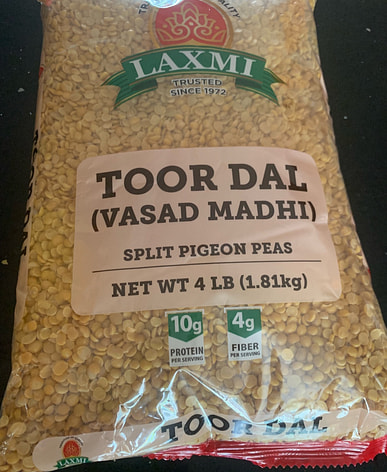 LAXMI
TRUSTED
SINCE 1972
TOOR DAL
(VASAD MADHI)
SPLIT PIGEON PEAS
NET WT 4 LB (1.81kg)
10g
PROTEIN
PER SERVING
4g
FIBER
PER SERVING
TOOR DAL
LAXMI